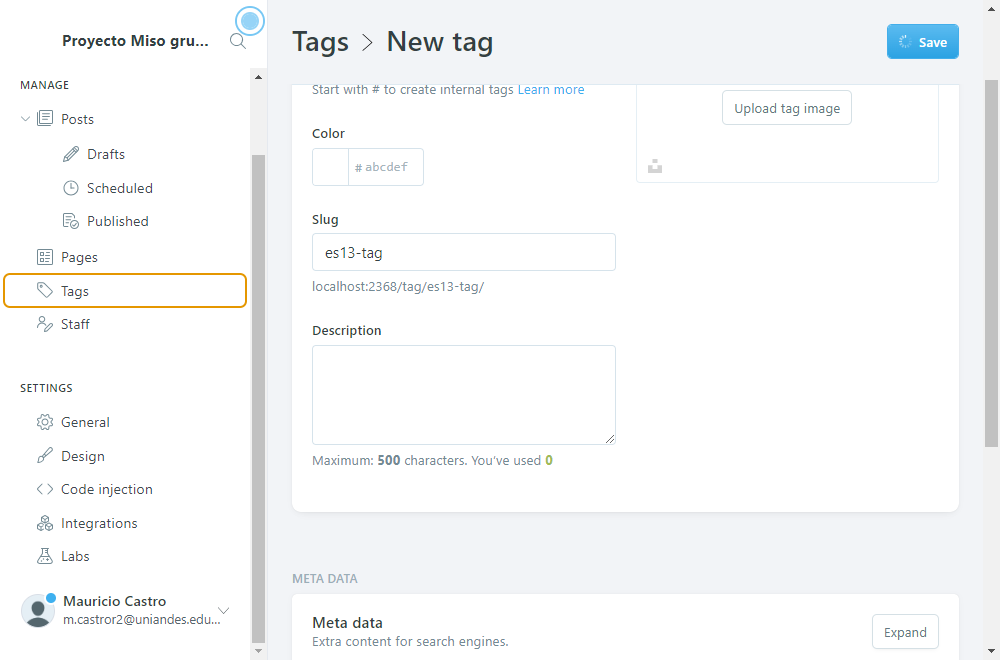 Proyecto Miso gru...
MANAGE
Posts
Drafts
Scheduled
Published
Pages
Tags
Staff
SETTINGS
General
Design
Code injection
Integrations
Labs
Mauricio Castro
m.castror2@uniandes.edu...
Tags > New tag
Save
Start with # to create internal tags Learn more
Upload tag image
Color
# abcdef
Slug
es13-tag
localhost:2368/tag/es13-tag/
Description
Maximum: 500 characters. You've used 0
META DATA
Meta data
Extra content for search engines.
Expand